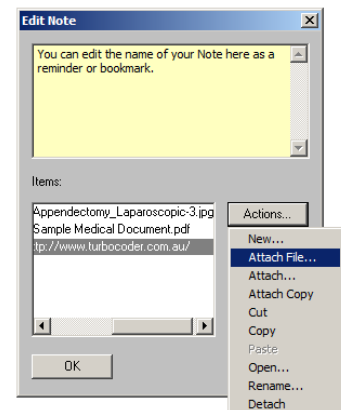 Edit Note
You can edit the name of your Note here as a
reminder or bookmark.
Items:
Appendectomy_Laparoscopic-3.jpg
Sample Medical Document.pdf
:tp://www.turbocoder.com.au/
Actions...
New...
Attach File...
Attach...
Attach Copy
Cut
Copy
Paste
Open...
Rename...
Detach
OK